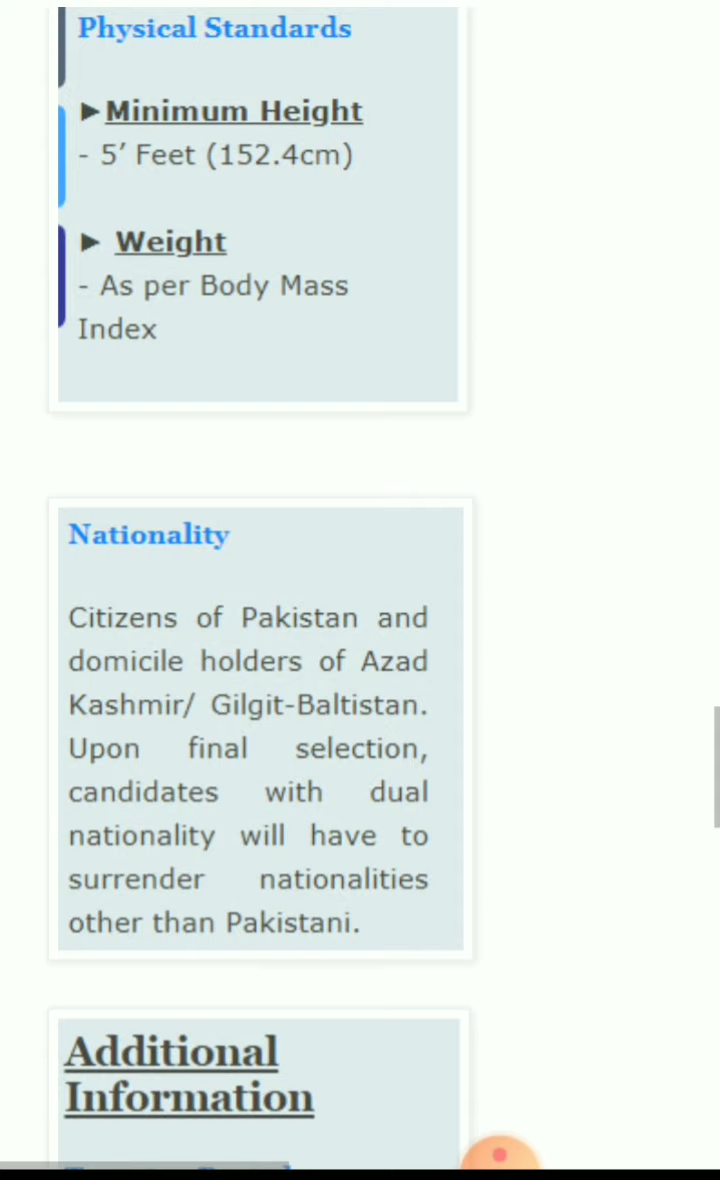 Physical Standards
►Minimum Height
- 5’ Feet (152.4cm)
► Weight
- As per Body Mass
Index
Nationality
Citizens of Pakistan and
domicile holders of Azad
Kashmir/ Gilgit-Baltistan.
Upon final selection,
candidates with dual
nationality will have to
surrender nationalities
other than Pakistani.
Additional
Information